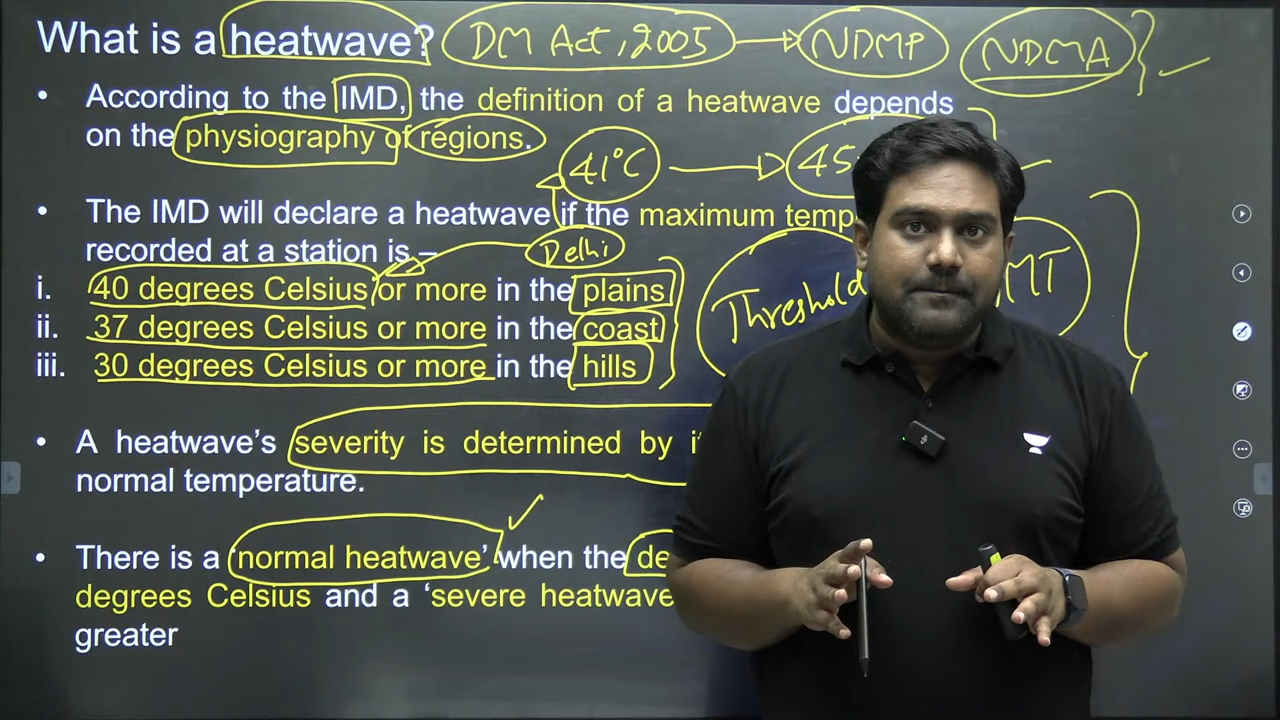 What is a heatwave? DM Act, 2005 NDMP NDMA
• According to the IMD, the definition of a heatwave depends
on the physiography of regions.
41°C 45
• The IMD will declare a heatwave if the maximum temp
recorded at a station is –
Delhi
i. 40 degrees Celsius or more in the plains
Threshold MT
ii. 37 degrees Celsius or more in the coast
iii. 30 degrees Celsius or more in the hills
• A heatwave's severity is determined by
normal temperature.
• There is a 'normal heatwave' when the de
degrees Celsius and a 'severe heatwave
greater